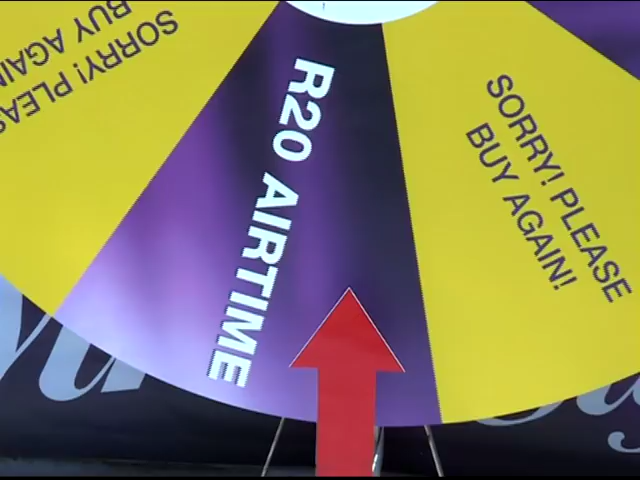 SORRY! PLEASE
BUY AGAIN
R20 AIRTIME
SORRY! PLEASE
BUY AGAIN!